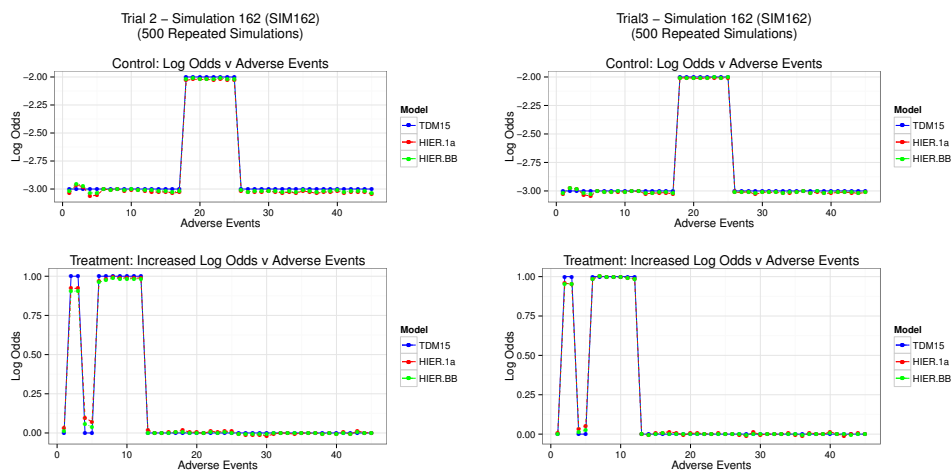 Trial 2 − Simulation 162 (SIM162)
(500 Repeated Simulations)
Control: Log Odds v Adverse Events
−2.00
−2.25
−2.50
−2.75
−3.00
Log Odds
0
10
20
30
40
Adverse Events
Model
TDM15
HIER.1a
HIER.BB
Treatment: Increased Log Odds v Adverse Events
1.00
0.75
0.50
0.25
0.00
Log Odds
0
10
20
30
40
Adverse Events
Model
TDM15
HIER.1a
HIER.BB
Trial3 − Simulation 162 (SIM162)
(500 Repeated Simulations)
Control: Log Odds v Adverse Events
−2.00
−2.25
−2.50
−2.75
−3.00
Log Odds
0
10
20
30
40
Adverse Events
Model
TDM15
HIER.1a
HIER.BB
Treatment: Increased Log Odds v Adverse Events
1.00
0.75
0.50
0.25
0.00
Log Odds
0
10
20
30
40
Adverse Events
Model
TDM15
HIER.1a
HIER.BB